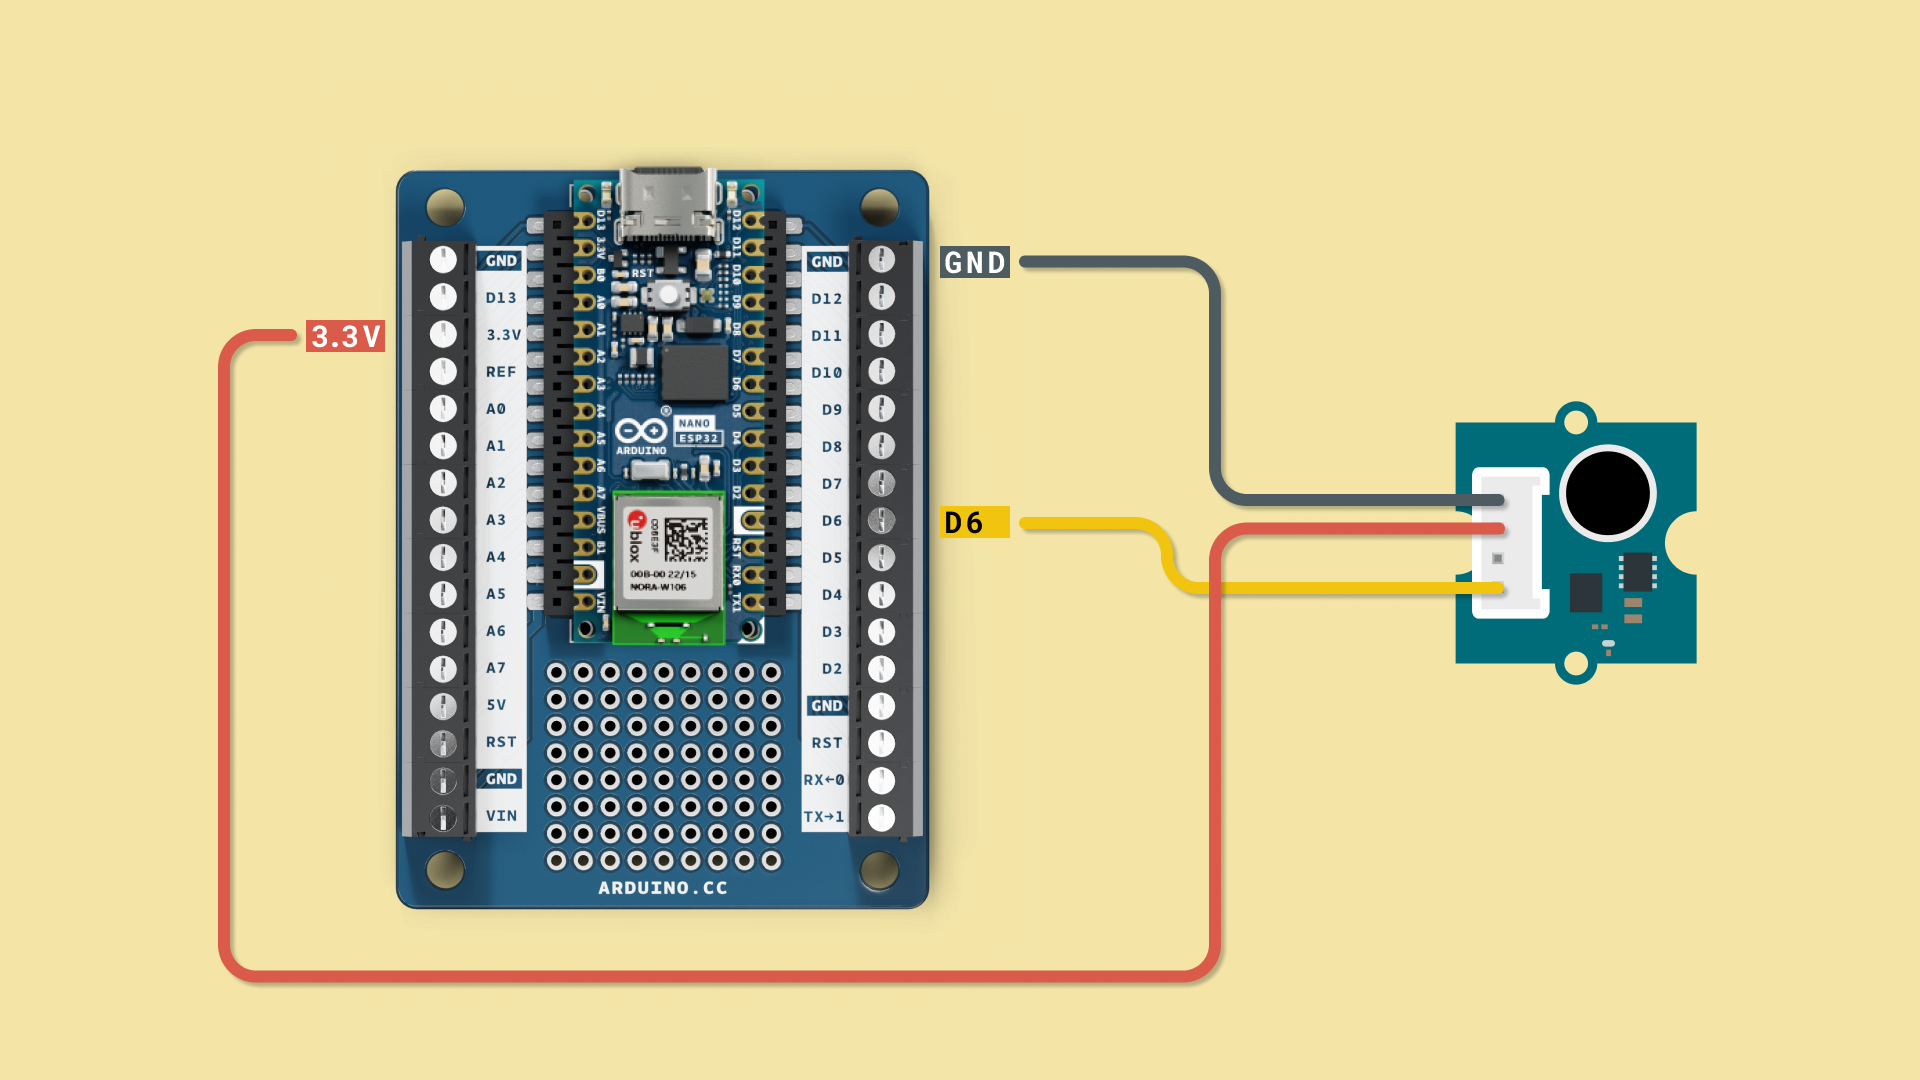 GND
D13
3.3V
REF
A0
A1
A2
A3
A4
A5
A6
A7
5V
RST
GND
VIN
3.3V
D13
3.3V
B0
A0
A1
A2
A3
A4
A5
A6
A7
VBUS
B1
VIN
RST
NANO
ESP32
ARDUINO
ublox
00B-00 22/15
NORA-W106
D12
D11
D10
D9
D8
D7
D6
D5
D4
D3
D2
RST
RX0
TX1
GND
D12
D11
D10
D9
D8
D7
D6
D5
D4
D3
D2
GND
RST
RX←0
TX→1
GND
D6
ARDUINO.CC